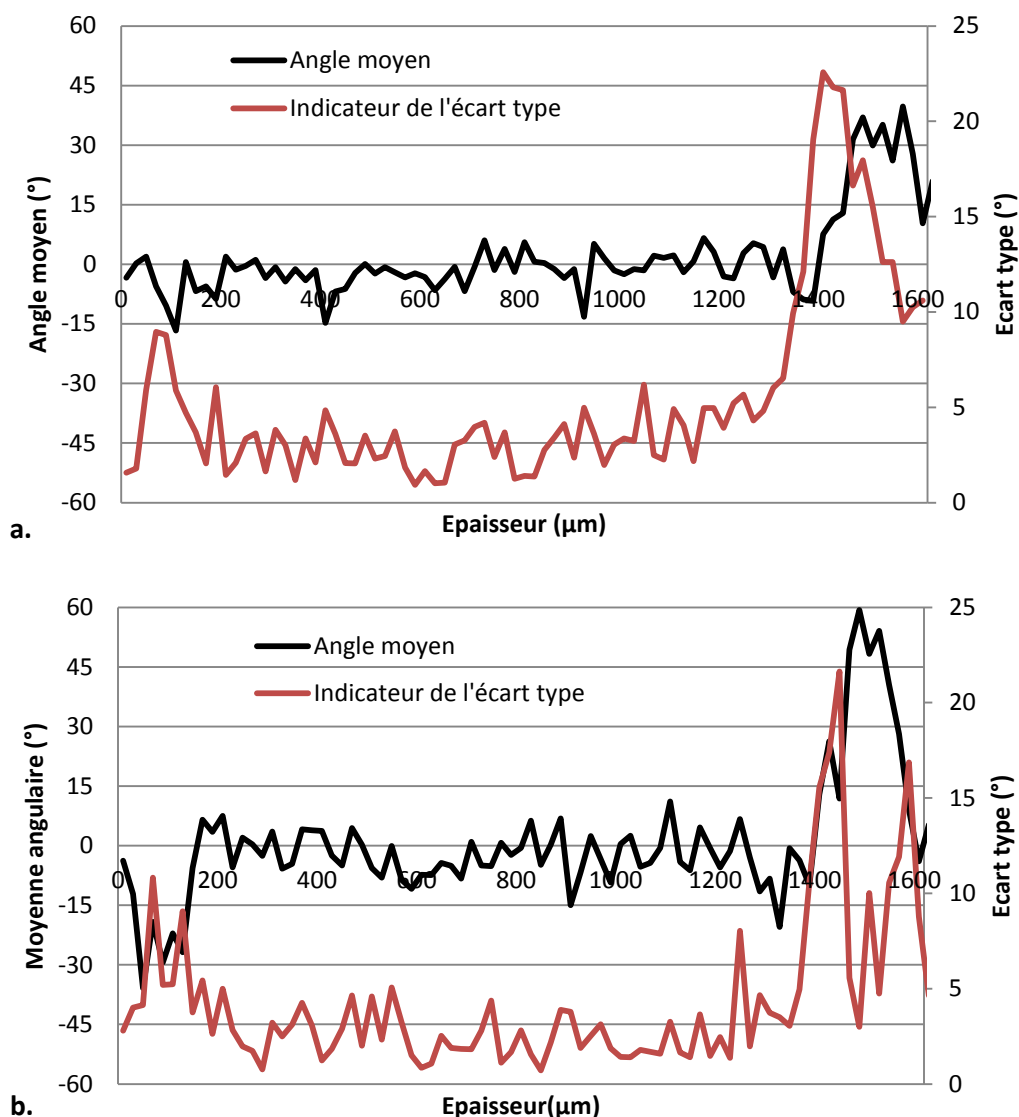 a.
60
45
30
15
0
-15
-30
-45
-60
Angle moyen (°)
Angle moyen
Indicateur de l'écart type
0 200 400 600 800 1000 1200 1400 1600
Epaisseur (µm)
25
20
15
10
5
0
Ecart type (°)
a.
60
45
30
15
0
-15
-30
-45
-60
Moyenne angulaire (°)
Angle moyen
Indicateur de l'écart type
0 200 400 600 800 1000 1200 1400 1600
Epaisseur(µm)
25
20
15
10
5
0
Ecart type (°)
b.